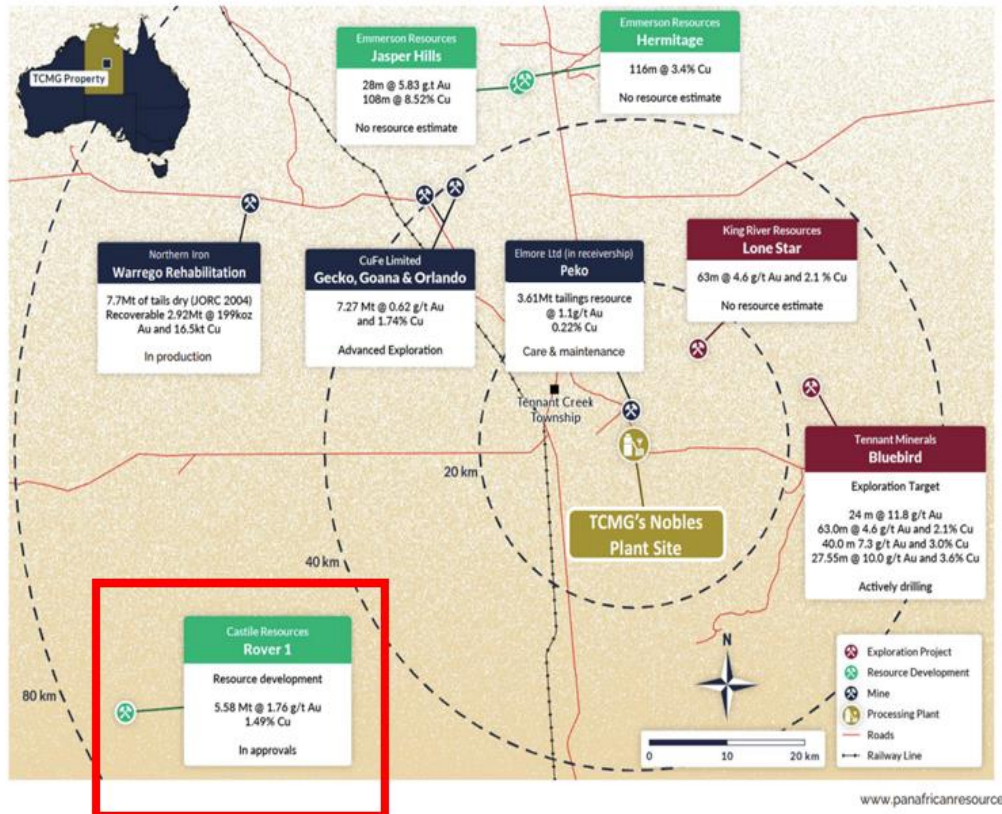 TCMG Property
Emmerson Resources
Jasper Hills
28m @ 5.83 g.t Au
108m @ 8.52% Cu
No resource estimate
Emmerson Resources
Hermitage
116m @ 3.4% Cu
No resource estimate
Northern Iron
Warrego Rehabilitation
7.7Mt of tails dry (JORC 2004)
Recoverable 2.92Mt @ 199koz
Au and 16.5kt Cu
In production
CuFe Limited
Gecko, Goana & Orlando
7.27 Mt @ 0.62 g/t Au
and 1.74% Cu
Advanced Exploration
Elmore Ltd (in receivership)
Peko
3.61Mt tailings resource
@ 1.1g/t Au
0.22% Cu
Care & maintenance
King River Resources
Lone Star
63m @ 4.6 g/t Au and 2.1 % Cu
No resource estimate
Tennant Creek
Township
20 km
TCMG's Nobles
Plant Site
Tennant Minerals
Bluebird
Exploration Target
24 m @ 11.8 g/t Au
63.0m @ 4.6 g/t Au and 2.1% Cu
40.0 m 7.3 g/t Au and 3.0% Cu
27.55m @ 10.0 g/t Au and 3.6% Cu
Actively drilling
40 km
80 km
Castile Resources
Rover 1
Resource development
5.58 Mt @ 1.76 g/t Au
1.49% Cu
In approvals
N
0 10 20 km
Exploration Project
Resource Development
Mine
Processing Plant
Roads
Railway Line
www.panafricanresource